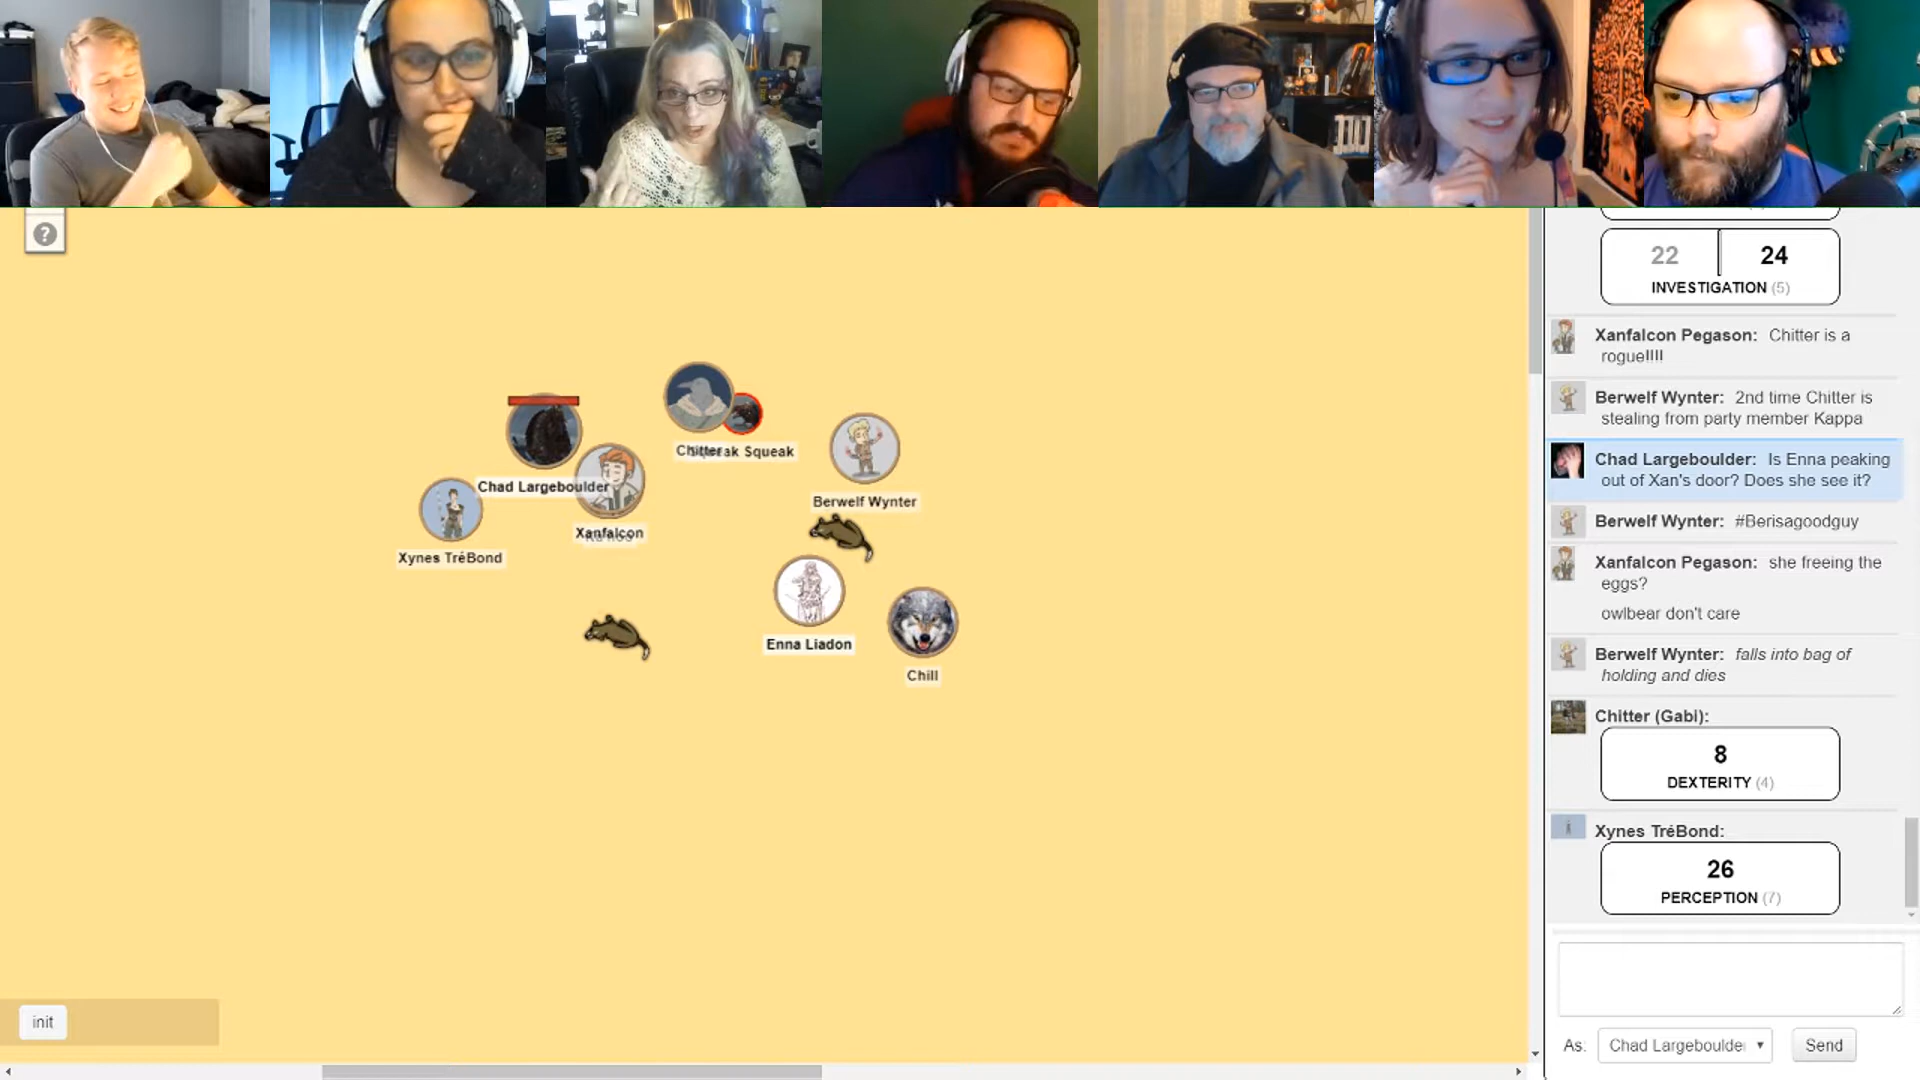 ?
Chad Largeboulder
Xanfalcon
Xynes TréBond
Chitter
Squeak
Berwelf Wynter
Enna Liadon
Chill
init
22 24
INVESTIGATION (5)
Xanfalcon Pegason: Chitter is a
rogue!!!!
Berwelf Wynter: 2nd time Chitter is
stealing from party member Kappa
Chad Largeboulder: Is Enna peaking
out of Xan's door? Does she see it?
Berwelf Wynter: #Berisagoodguy
Xanfalcon Pegason: she freeing the
eggs?
owlbear don't care
Berwelf Wynter: falls into bag of
holding and dies
Chitter (Gabi):
8
DEXTERITY (4)
Xynes TréBond:
26
PERCEPTION (7)
As: Chad Largeboulde
Send